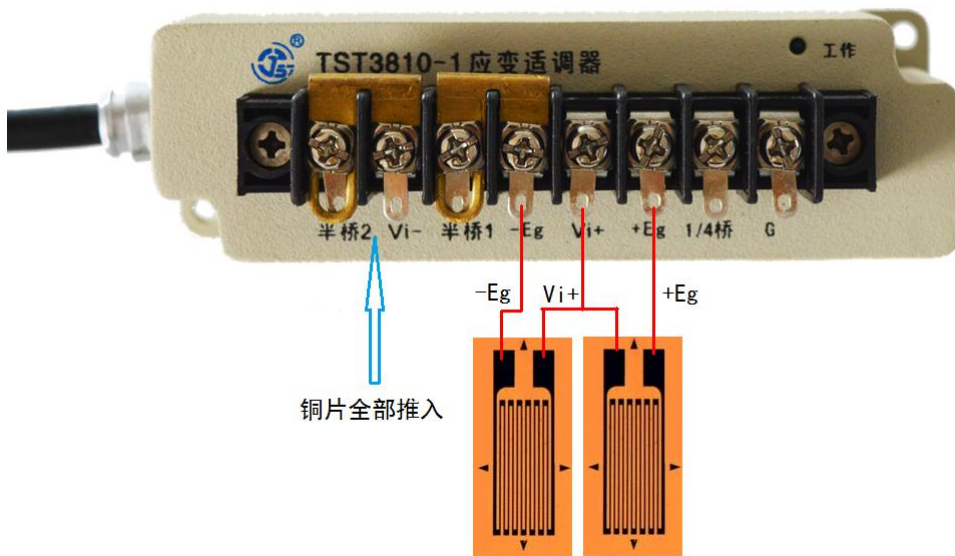 TST ®
TST3810-1应变适调器
工作
半桥2 Vi- 半桥1 -Eg Vi+ +Eg 1/4桥 G
-Eg Vi+ +Eg
铜片全部推入